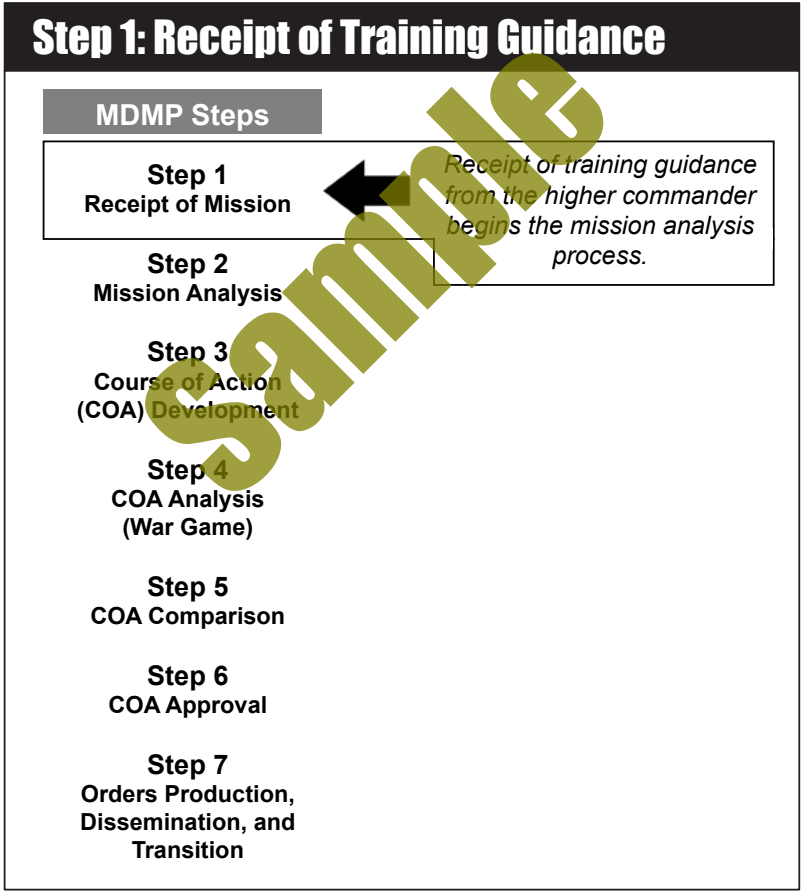 Step 1: Receipt of Training Guidance
MDMP Steps
Step 1
Receipt of Mission
Receipt of training guidance
from the higher commander
begins the mission analysis
process.
Step 2
Mission Analysis
Step 3
Course of Action
(COA) Development
Step 4
COA Analysis
(War Game)
Step 5
COA Comparison
Step 6
COA Approval
Step 7
Orders Production,
Dissemination, and
Transition
Sample